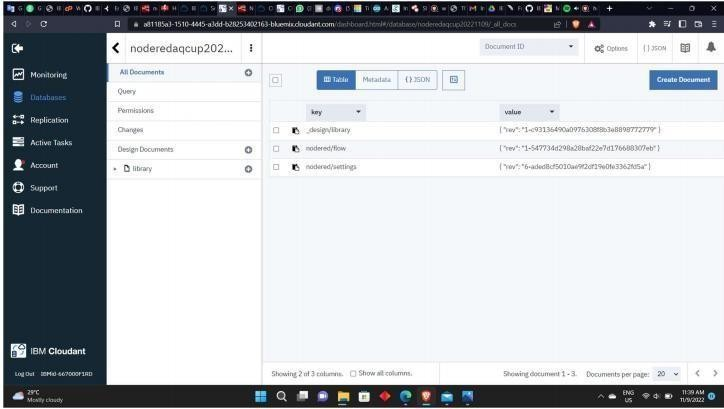 a81185a3-1510-4445-a3dd-b28253402163-bluemix.cloudant.com/dashboard.html#/database/noderedaqcup20221109/_all_docs
noderedaqcup202...
Document ID
Options
{ } JSON
Monitoring
Databases
Replication
Active Tasks
Account
Support
Documentation
All Documents
Query
Permissions
Changes
Design Documents
library
Table
Metadata
{ } JSON
Create Document
key
value
_design/library
{ "rev": "1-c93136490a0976308f8b3e8898772779" }
nodered/flow
{ "rev": "1-547734d298a28baf22e7d176688307eb" }
nodered/settings
{ "rev": "6-aded8cf5010ae9f2df19e0fe3362fd5a" }
IBM Cloudant
Log Out IBMid-667000F1RD
Showing 2 of 3 columns.
Show all columns.
Showing document 1 - 3.
Documents per page: 20
29°C
Mostly cloudy
ENG
US
11:39 AM
11/9/2022